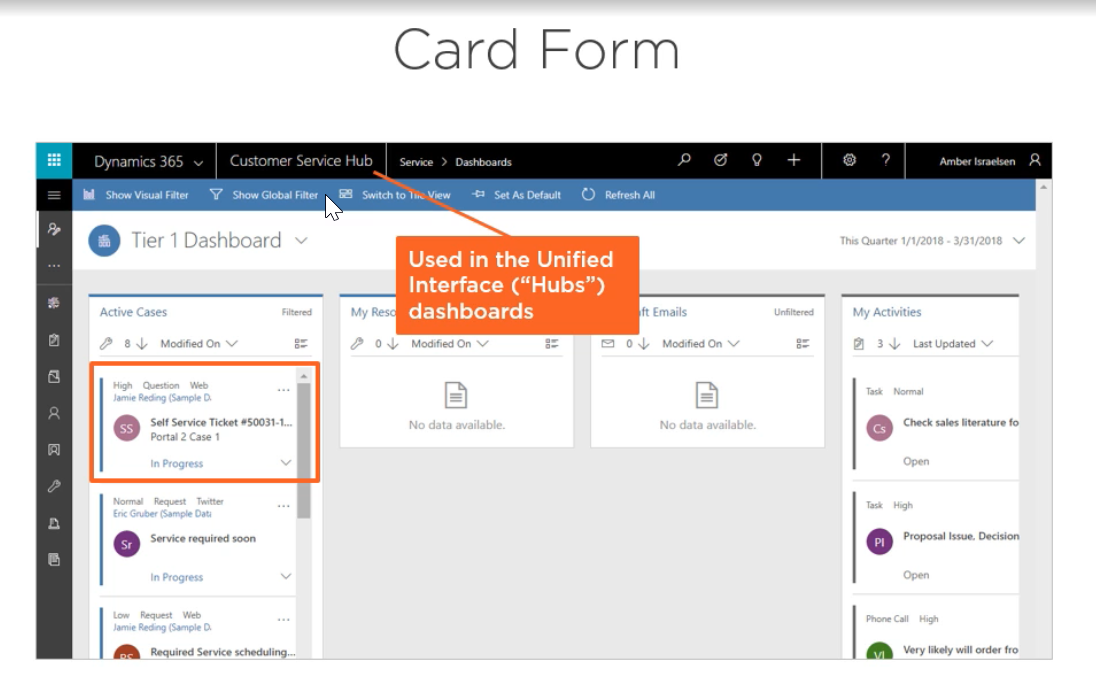 Card Form
Dynamics 365
Customer Service Hub
Service > Dashboards
?
Amber Israelsen
Show Visual Filter
Show Global Filter
Switch to Tile View
Set As Default
Refresh All
Tier 1 Dashboard
This Quarter 1/1/2018 - 3/31/2018
Used in the Unified
Interface (“Hubs”)
dashboards
Active Cases
Filtered
8
Modified On
High Question Web
Jamie Reding (Sample D
SS
Self Service Ticket #50031-1...
Portal 2 Case 1
In Progress
Normal Request Twitter
Eric Gruber (Sample Data
Sr
Service required soon
In Progress
Low Request Web
Jamie Reding (Sample D
RS
Required Service scheduling...
My Reso
0
Modified On
No data available.
ft Emails
Unfiltered
0
Modified On
No data available.
My Activities
3
Last Updated
Task Normal
Cs
Check sales literature fo
Open
Task High
PI
Proposal Issue, Decision
Open
Phone Call High
VI
Very likely will order fro